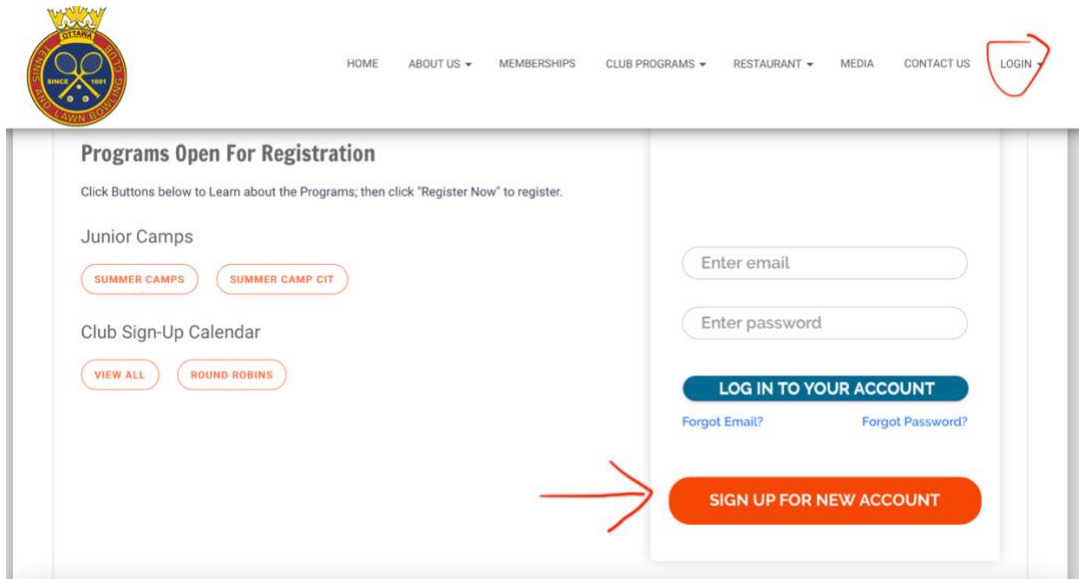 OTTAWA
TENNIS AND LAWN BOWLING CLUB
SINCE 1881
HOME ABOUT US MEMBERSHIPS CLUB PROGRAMS RESTAURANT MEDIA CONTACT US LOGIN
Programs Open For Registration
Click Buttons below to Learn about the Programs; then click "Register Now" to register.
Junior Camps
SUMMER CAMPS SUMMER CAMP CIT
Club Sign-Up Calendar
VIEW ALL ROUND ROBINS
Enter email
Enter password
LOG IN TO YOUR ACCOUNT
Forgot Email? Forgot Password?
SIGN UP FOR NEW ACCOUNT